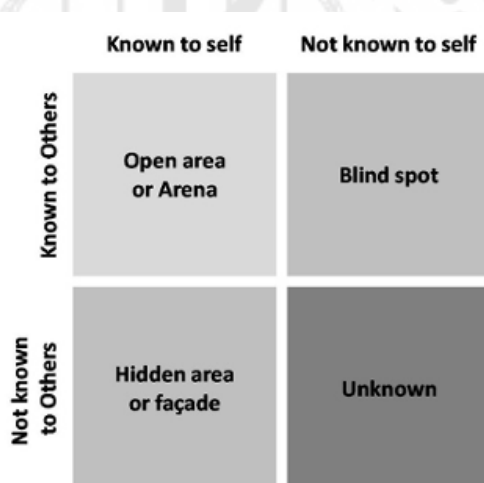 Known to self
Not known to self
Known to Others
Open area
or Arena
Blind spot
Not known
to Others
Hidden area
or façade
Unknown